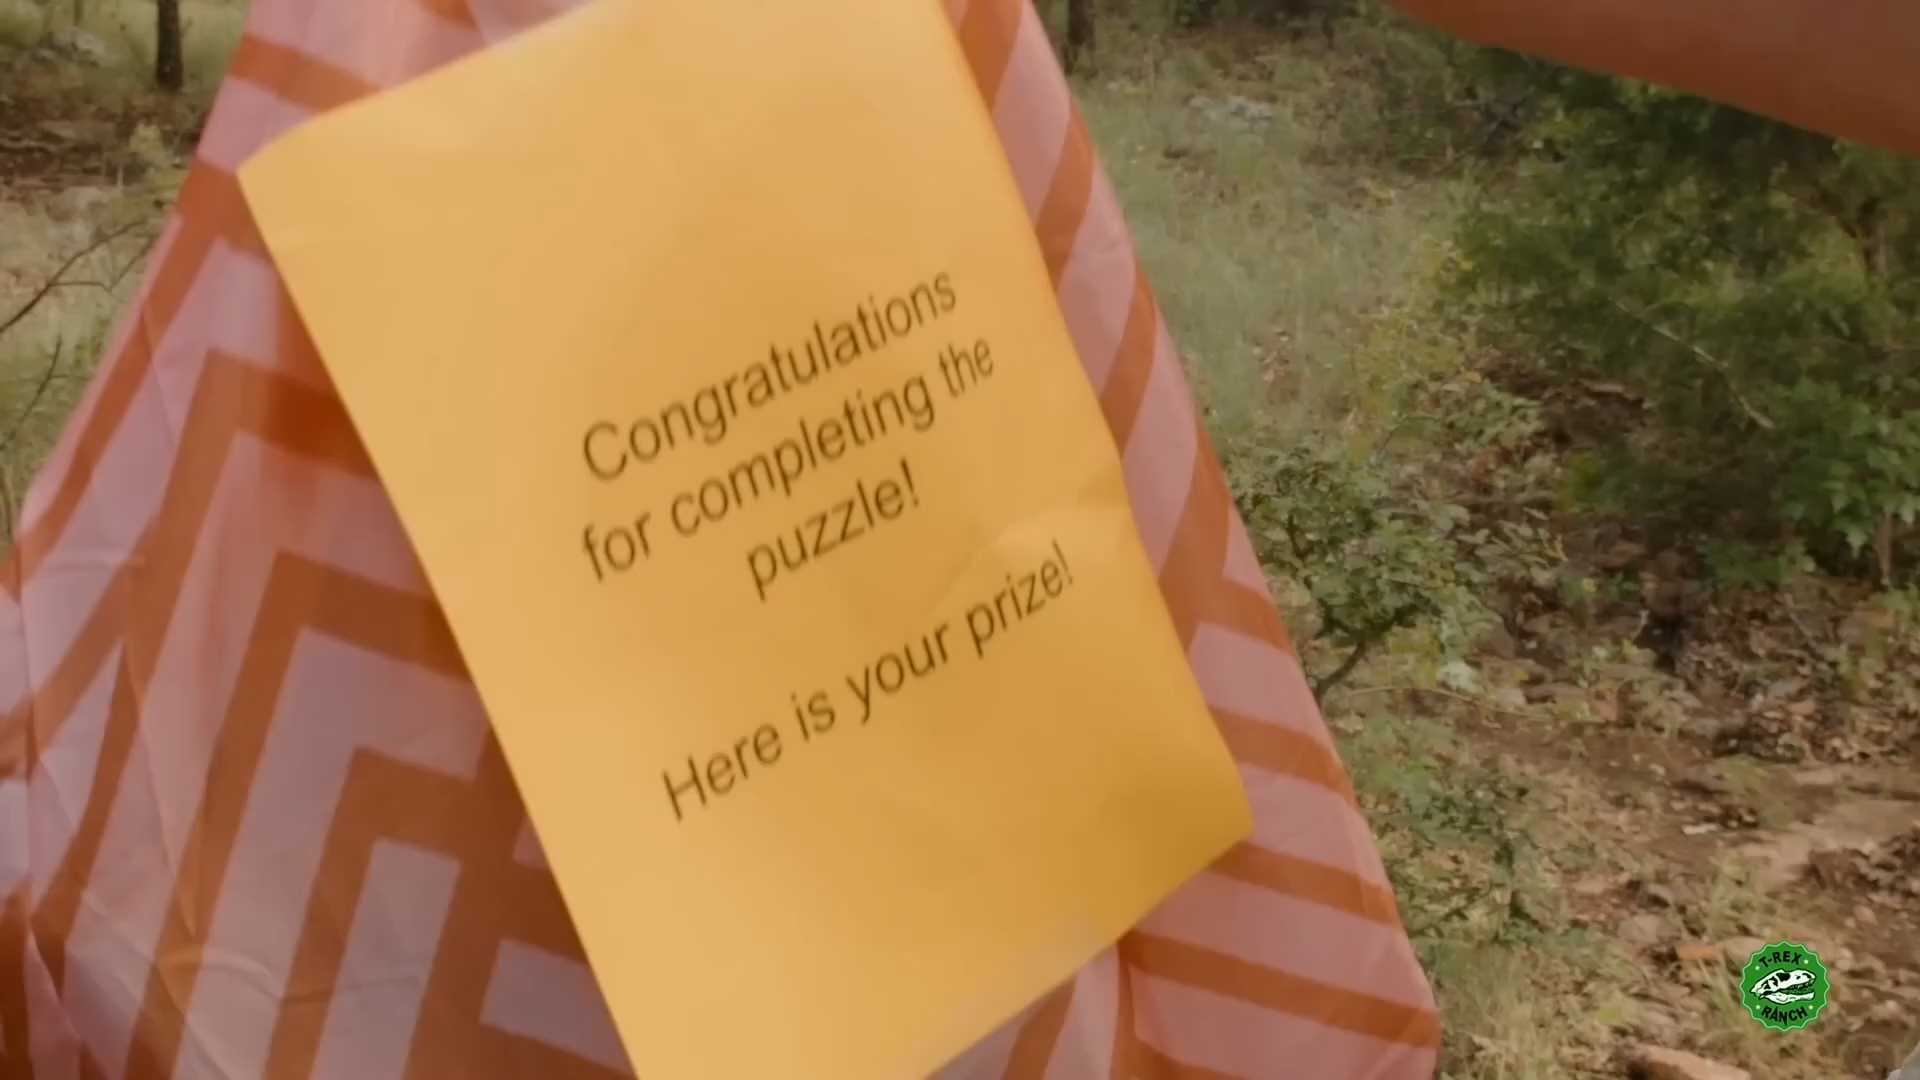 Congratulations
for completing the
puzzle!
Here is your prize!
T-REX
RANCH